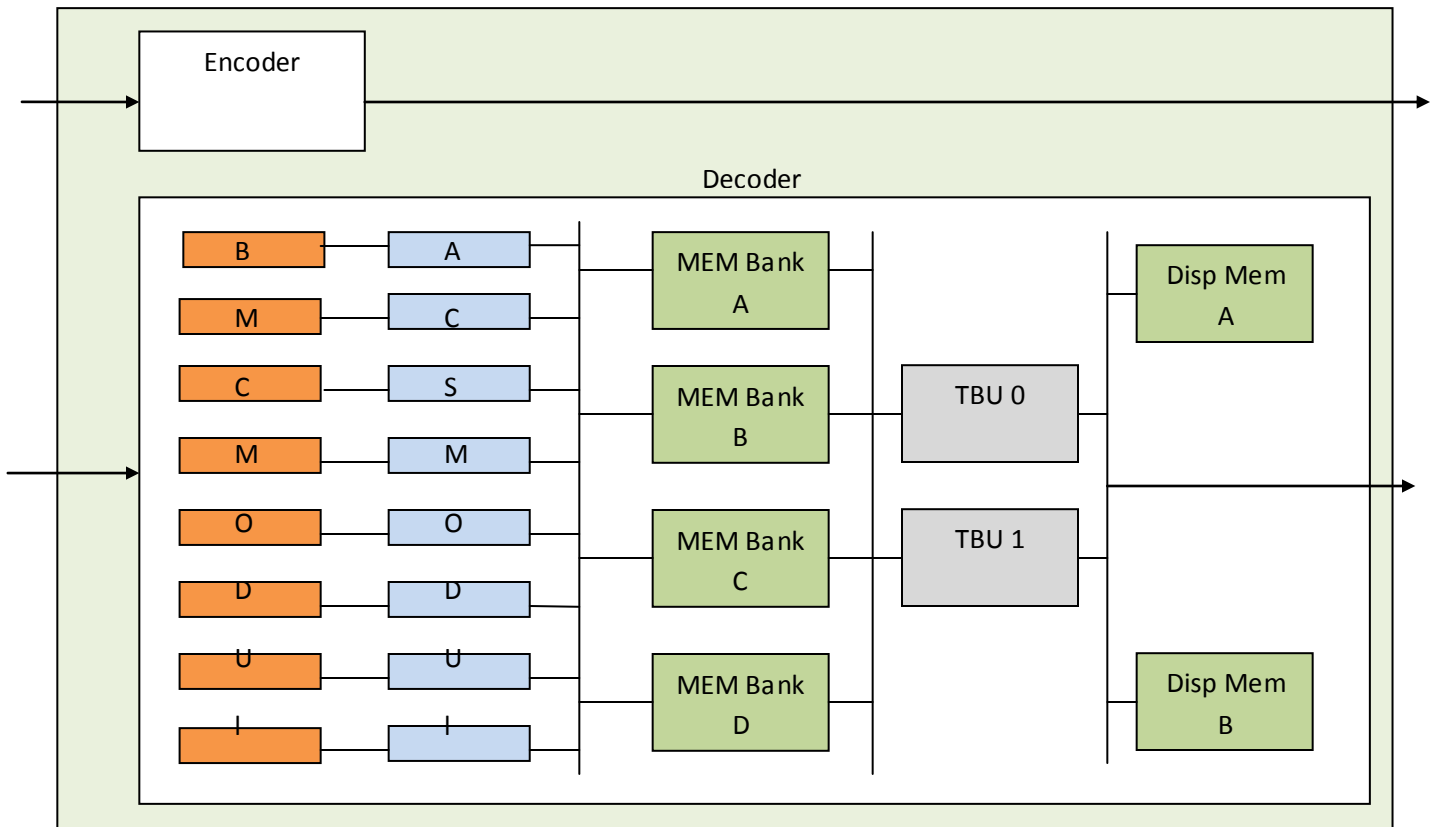 Encoder
Decoder
B
A
M
C
C
S
M
M
O
O
D
D
U
U
I
I
MEM Bank
A
MEM Bank
B
MEM Bank
C
MEM Bank
D
TBU 0
TBU 1
Disp Mem
A
Disp Mem
B